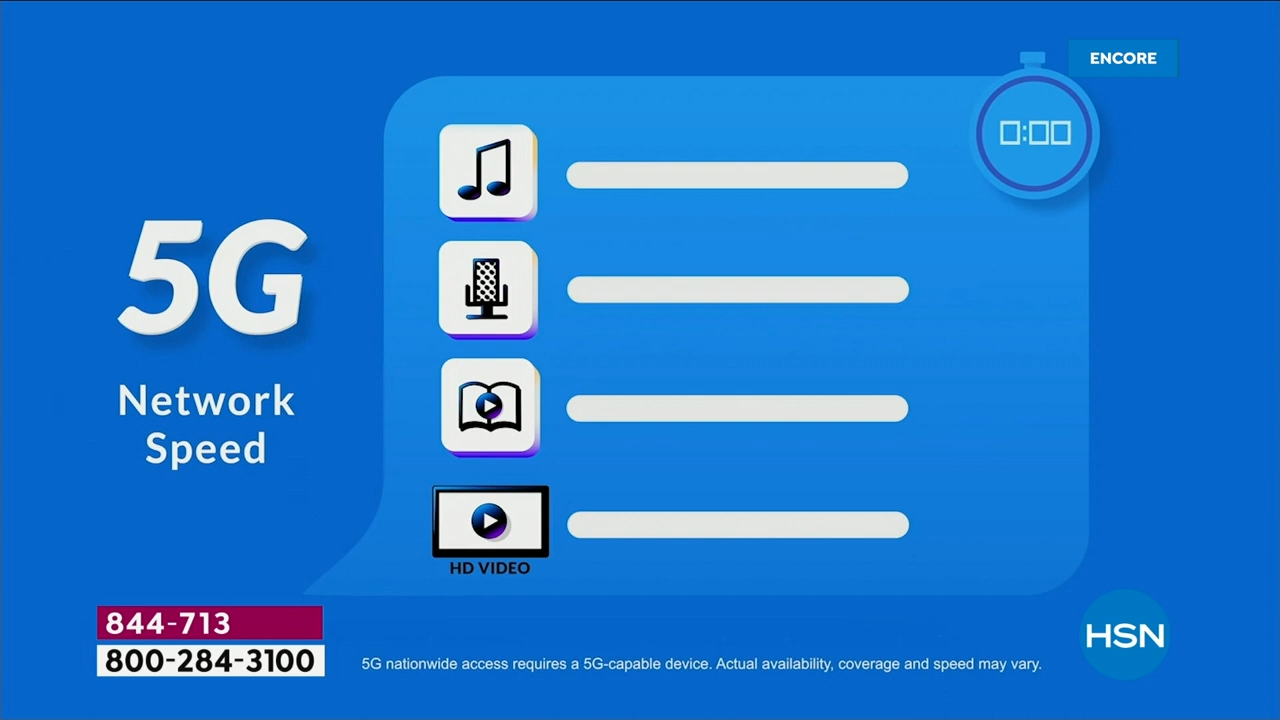 ENCORE
0:00
5G
Network
Speed
HD VIDEO
844-713
800-284-3100
5G nationwide access requires a 5G-capable device. Actual availability, coverage and speed may vary.
HSN